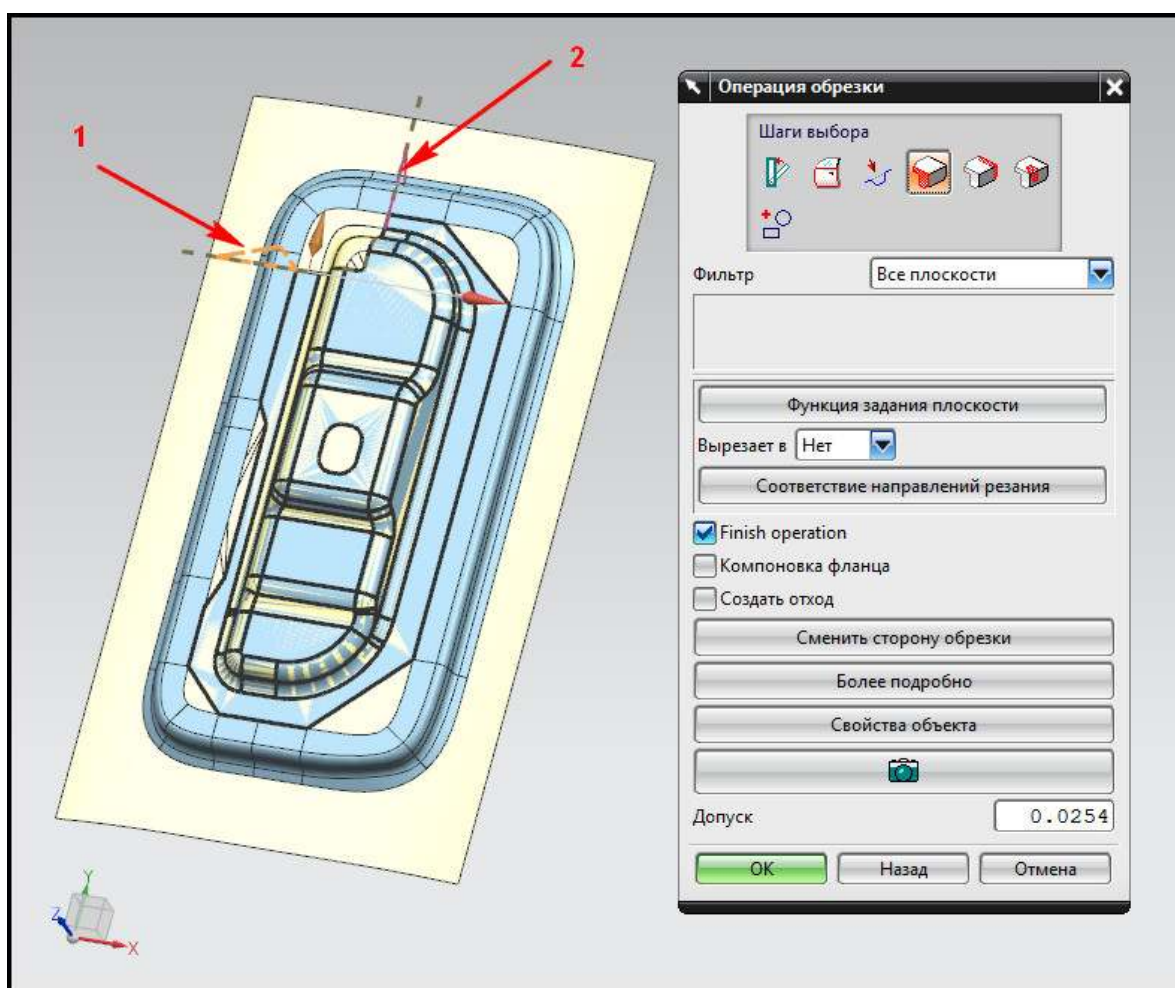 1
2
Операция обрезки
Шаги выбора
Фильтр Все плоскости
Функция задания плоскости
Вырезает в Нет
Соответствие направлений резания
Finish operation
Компоновка фланца
Создать отход
Сменить сторону обрезки
Более подробно
Свойства объекта
Допуск 0.0254
OK Назад Отмена
Y
Z
X